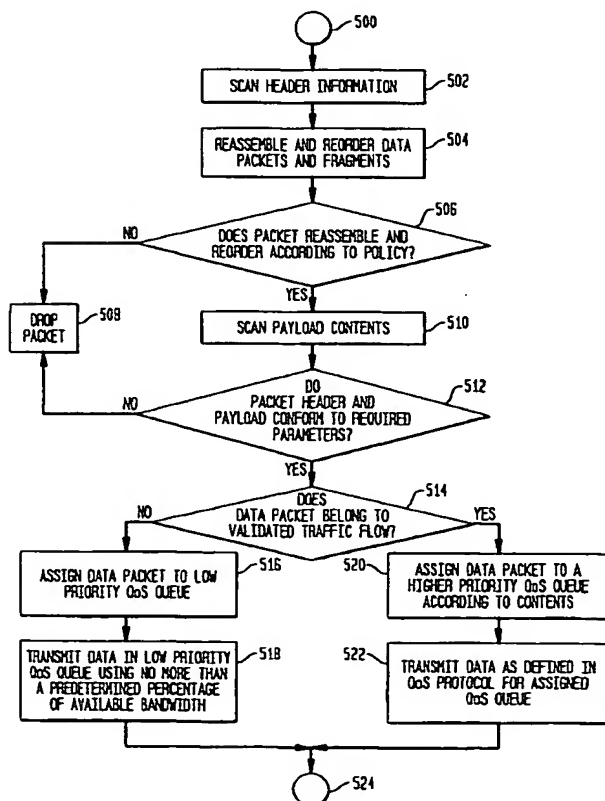 500
SCAN HEADER INFORMATION
502
REASSEMBLE AND REORDER DATA
PACKETS AND FRAGMENTS
504
506
NO
DOES PACKET REASSEMBLE AND
REORDER ACCORDING TO POLICY?
YES
DROP
PACKET
508
SCAN PAYLOAD CONTENTS
510
512
DO
PACKET HEADER AND
PAYLOAD CONFORM TO REQUIRED
PARAMETERS?
NO
YES
514
DOES
DATA PACKET BELONG TO
VALIDATED TRAFFIC FLOW?
NO
YES
ASSIGN DATA PACKET TO LOW
PRIORITY QoS QUEUE
516
520
ASSIGN DATA PACKET TO A
HIGHER PRIORITY QoS QUEUE
ACCORDING TO CONTENTS
TRANSMIT DATA IN LOW PRIORITY
QoS QUEUE USING NO MORE THAN
A PREDETERMINED PERCENTAGE
OF AVAILABLE BANDWIDTH
518
522
TRANSMIT DATA AS DEFINED IN
QoS PROTOCOL FOR ASSIGNED
QoS QUEUE
524